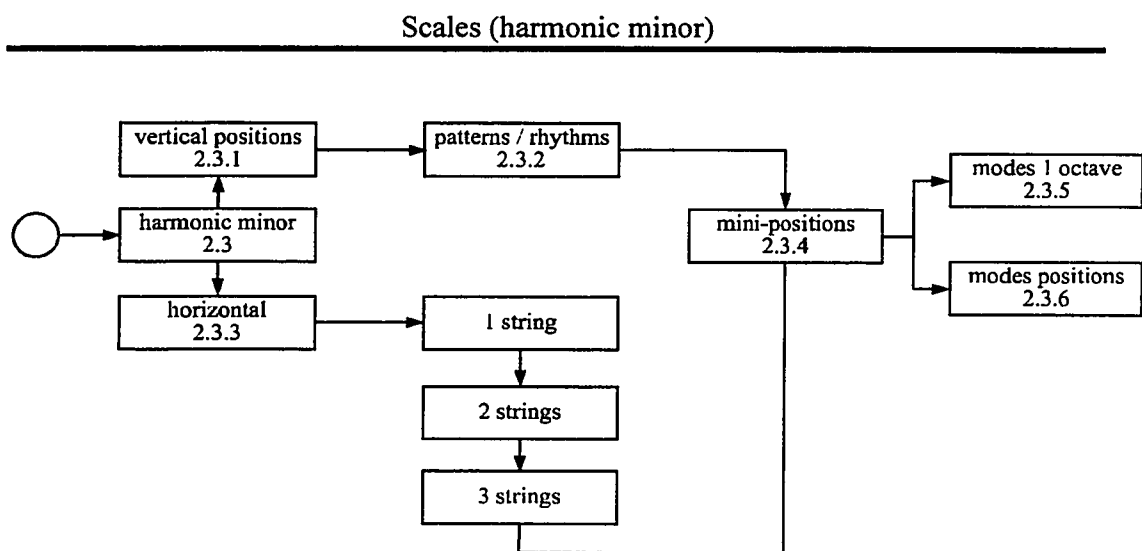 Scales (harmonic minor)
vertical positions
2.3.1
patterns / rhythms
2.3.2
modes 1 octave
2.3.5
harmonic minor
2.3
mini-positions
2.3.4
modes positions
2.3.6
horizontal
2.3.3
1 string
2 strings
3 strings